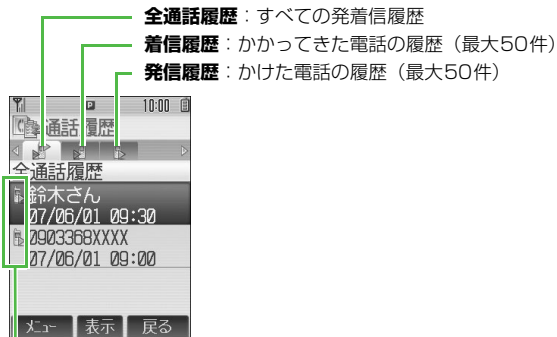 全通話履歴：すべての発着信履歴
着信履歴：かかってきた電話の履歴（最大50件）
発信履歴：かけた電話の履歴（最大50件）
10:00
通話履歴
全通話履歴
鈴木さん
07/06/01 09:30
0903368XXXX
07/06/01 09:00
メニュー 表示 戻る